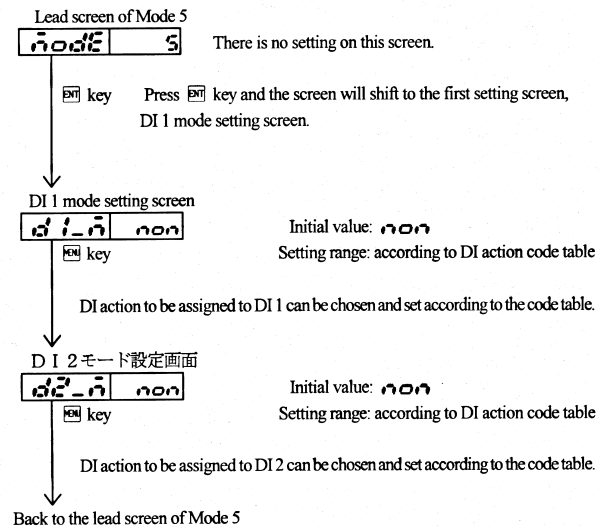 Lead screen of Mode 5
modE 5 There is no setting on this screen.
ENT key Press ENT key and the screen will shift to the first setting screen,
DI 1 mode setting screen.
DI 1 mode setting screen
d1_m non Initial value: non
MENU key Setting range: according to DI action code table
DI action to be assigned to DI 1 can be chosen and set according to the code table.
DI2モード設定画面
d2_m non Initial value: non
MENU key Setting range: according to DI action code table
DI action to be assigned to DI 2 can be chosen and set according to the code table.
Back to the lead screen of Mode 5